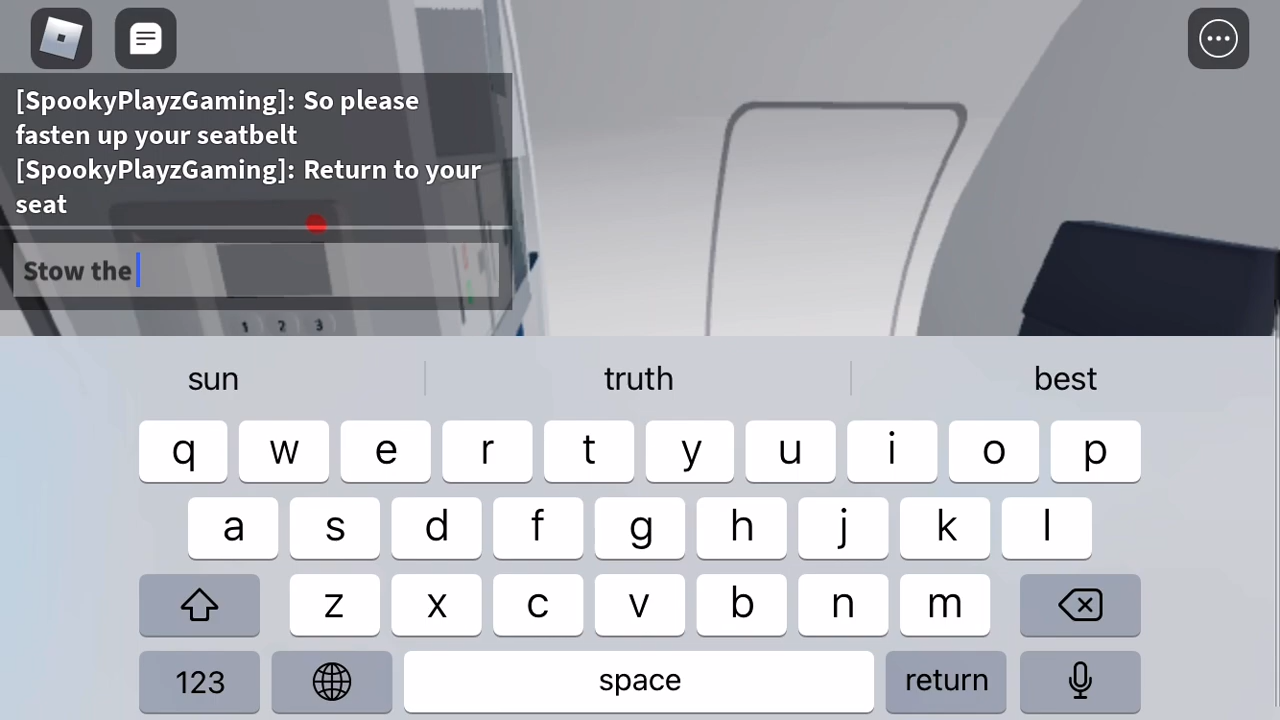 [SpookyPlayzGaming]: So please
fasten up your seatbelt
[SpookyPlayzGaming]: Return to your
seat
Stow the
1 2 3
sun truth best
q w e r t y u i o p
a s d f g h j k l
z x c v b n m
123 space return